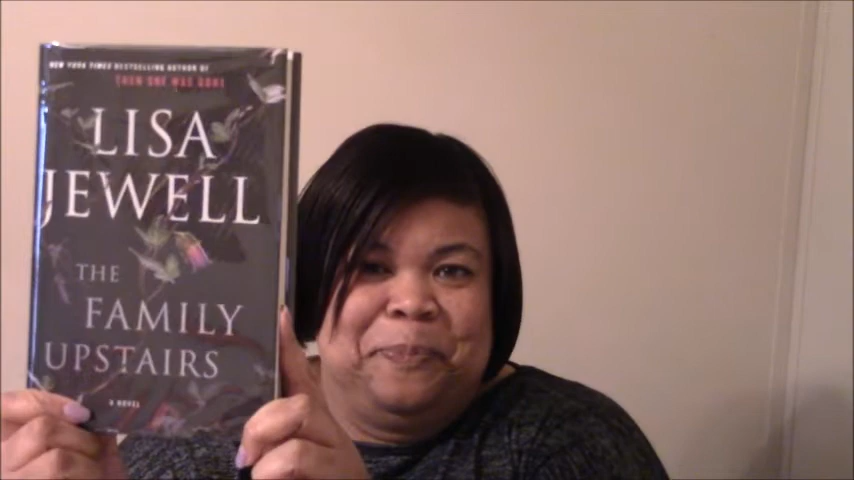 NEW YORK TIMES BESTSELLING AUTHOR OF
THEN SHE WAS GONE
LISA
JEWELL
THE
FAMILY
UPSTAIRS
A NOVEL